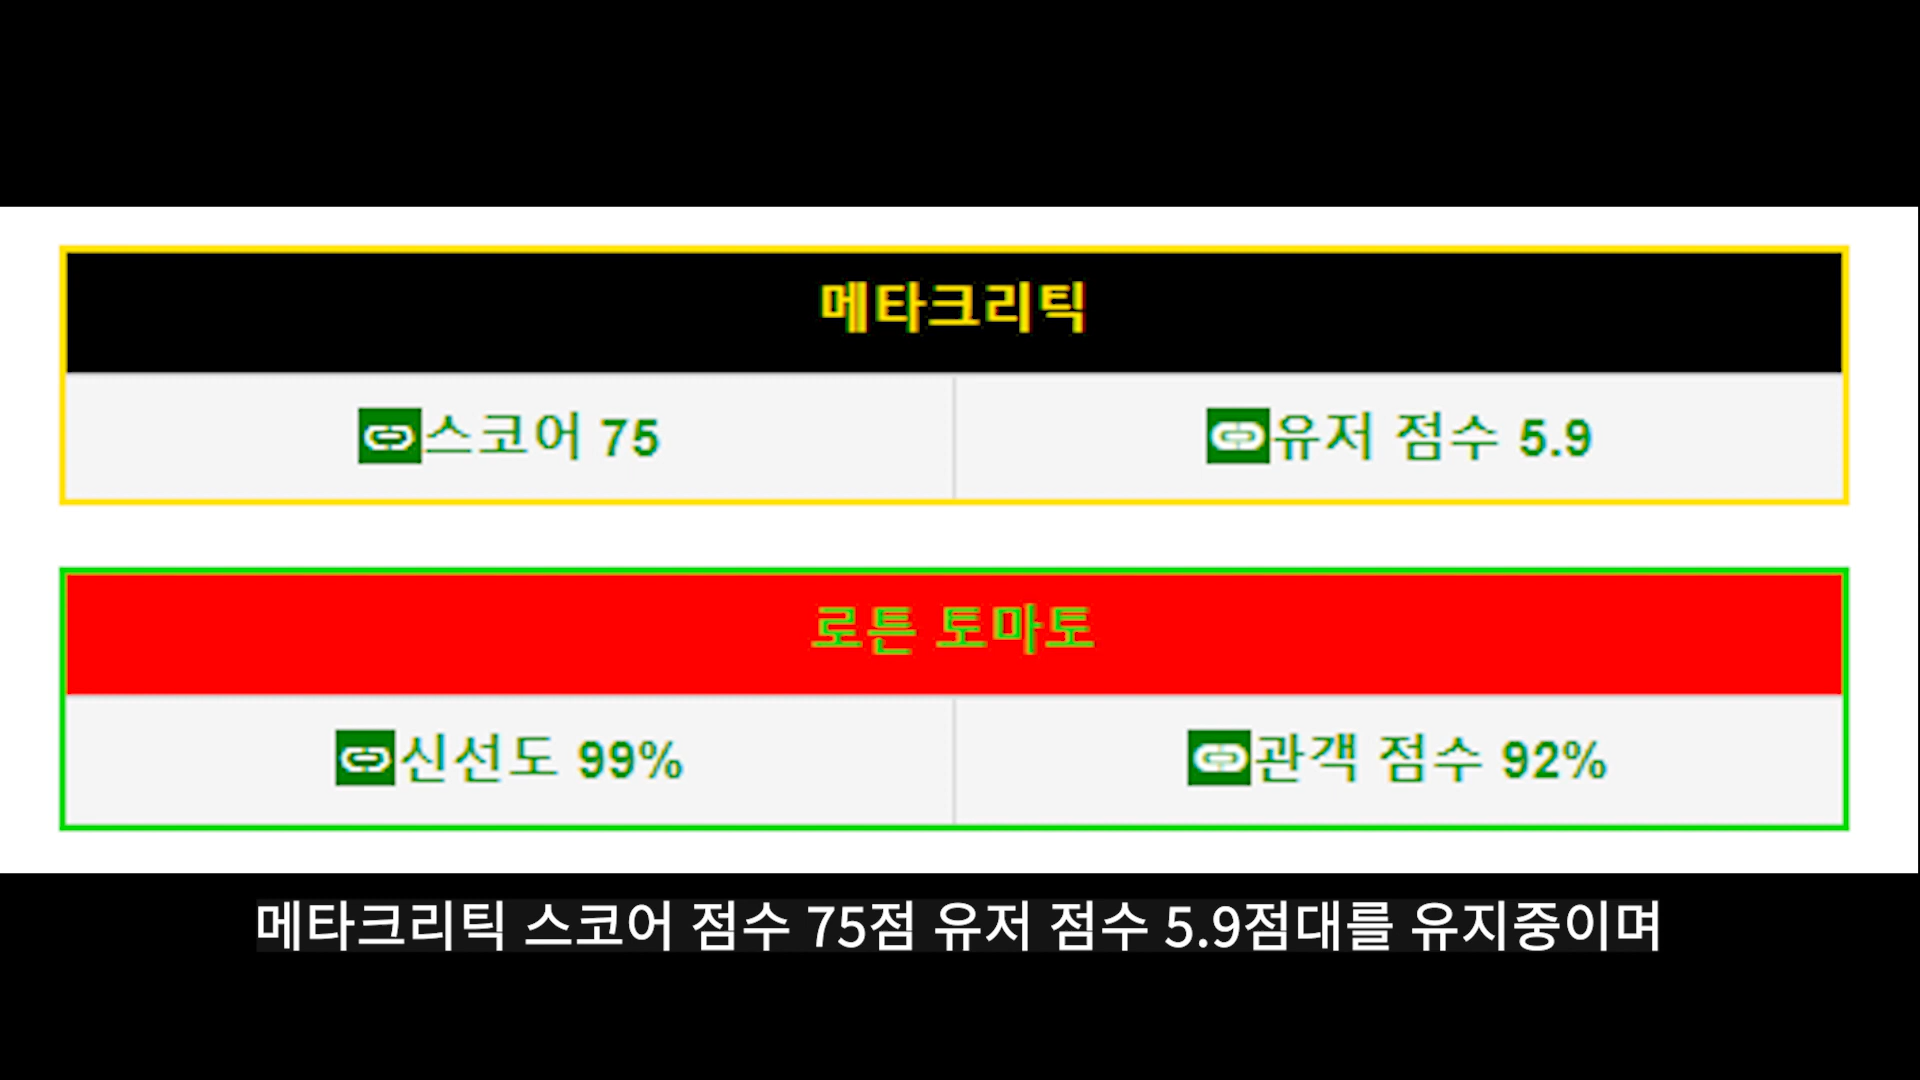 메타크리틱
스코어 75
유저 점수 5.9
로튼 토마토
신선도 99%
관객 점수 92%
메타크리틱 스코어 점수 75점 유저 점수 5.9점대를 유지중이며